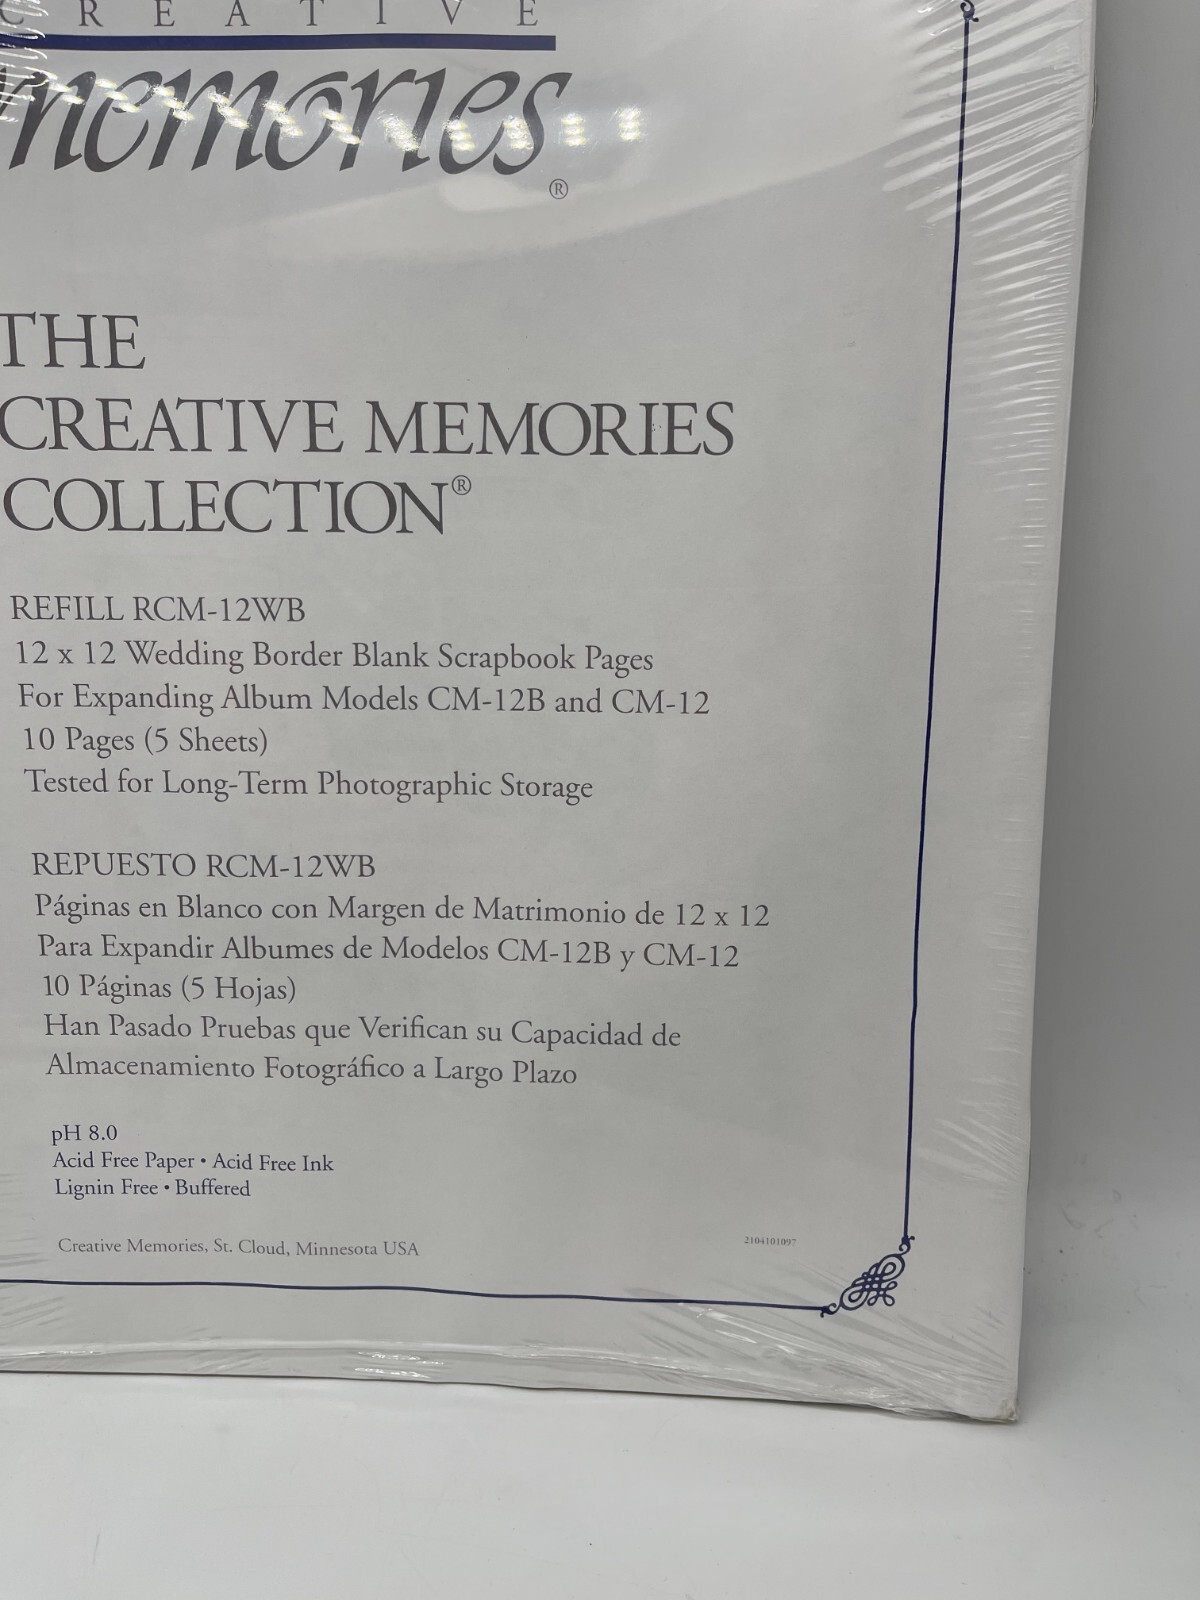 CREATIVE
memories®
THE
CREATIVE MEMORIES
COLLECTION®
REFILL RCM-12WB
12 x 12 Wedding Border Blank Scrapbook Pages
For Expanding Album Models CM-12B and CM-12
10 Pages (5 Sheets)
Tested for Long-Term Photographic Storage
REPUESTO RCM-12WB
Páginas en Blanco con Margen de Matrimonio de 12 x 12
Para Expandir Albumes de Modelos CM-12B y CM-12
10 Páginas (5 Hojas)
Han Pasado Pruebas que Verifican su Capacidad de
Almacenamiento Fotográfico a Largo Plazo
pH 8.0
Acid Free Paper • Acid Free Ink
Lignin Free • Buffered
Creative Memories, St. Cloud, Minnesota USA
2104101097